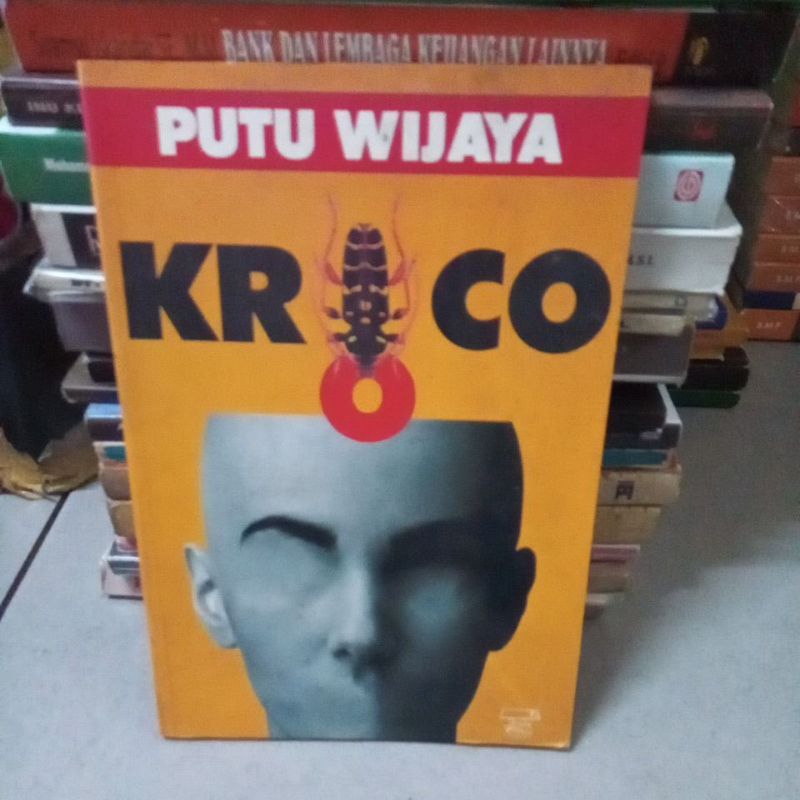 BANK DAN LEMBAGA KEUANGAN LAINNYA
PUTU WIJAYA
KROCO